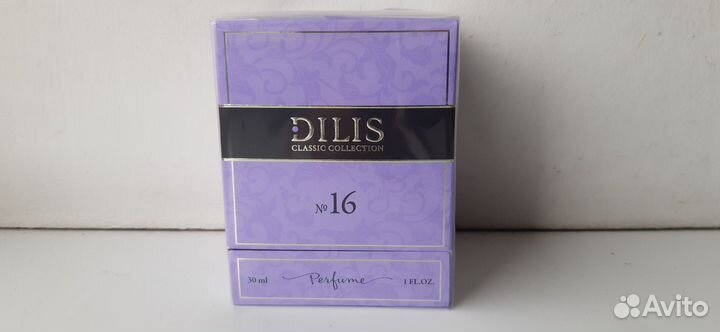 DILIS
CLASSIC COLLECTION
№16
30 ml Perfume 1 FL.OZ.
Avito